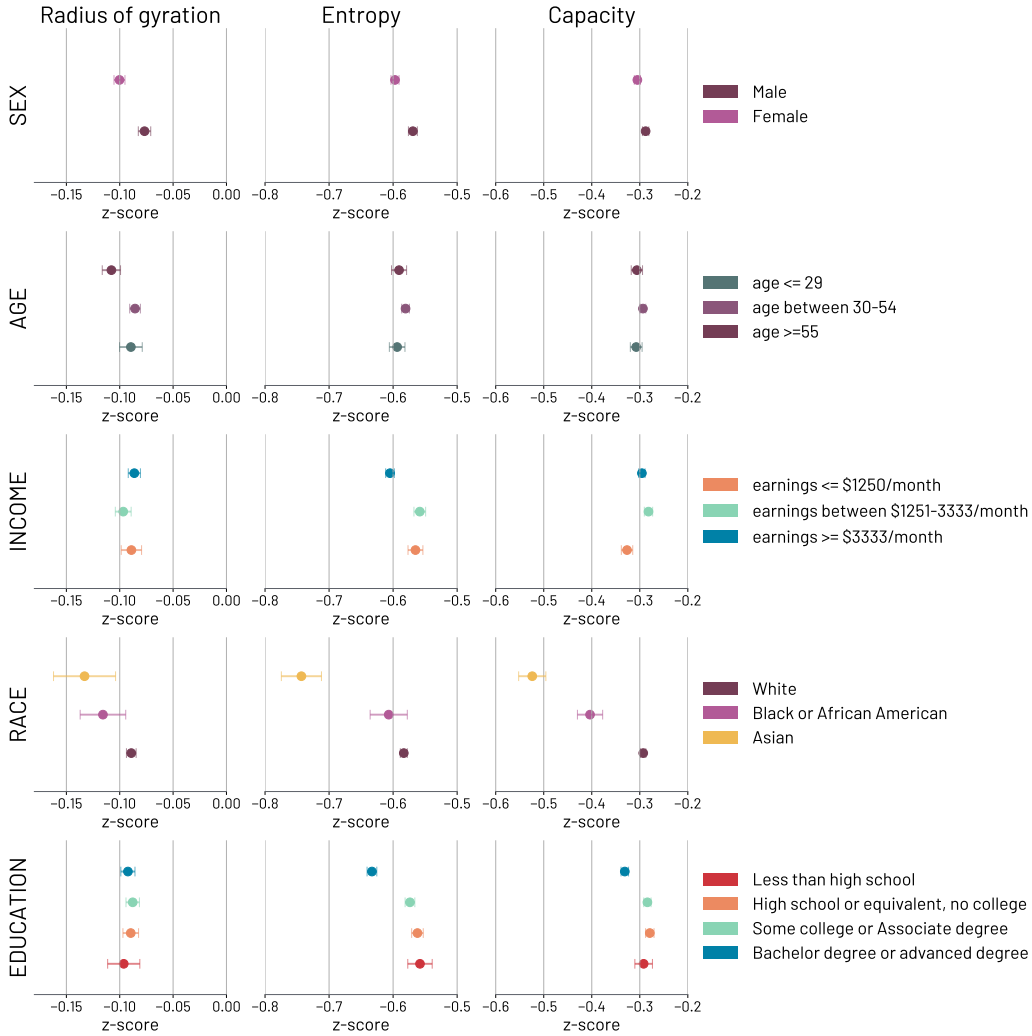 Radius of gyration Entropy Capacity
SEX
Male
Female
−0.15 −0.10 −0.05 0.00 −0.8 −0.7 −0.6 −0.5 −0.6 −0.5 −0.4 −0.3 −0.2
z-score z-score z-score
AGE
age <= 29
age between 30-54
age >=55
−0.15 −0.10 −0.05 0.00 −0.8 −0.7 −0.6 −0.5 −0.6 −0.5 −0.4 −0.3 −0.2
z-score z-score z-score
INCOME
earnings <= $1250/month
earnings between $1251-3333/month
earnings >= $3333/month
−0.15 −0.10 −0.05 0.00 −0.8 −0.7 −0.6 −0.5 −0.6 −0.5 −0.4 −0.3 −0.2
z-score z-score z-score
RACE
White
Black or African American
Asian
−0.15 −0.10 −0.05 0.00 −0.8 −0.7 −0.6 −0.5 −0.6 −0.5 −0.4 −0.3 −0.2
z-score z-score z-score
EDUCATION
Less than high school
High school or equivalent, no college
Some college or Associate degree
Bachelor degree or advanced degree
−0.15 −0.10 −0.05 0.00 −0.8 −0.7 −0.6 −0.5 −0.6 −0.5 −0.4 −0.3 −0.2
z-score z-score z-score